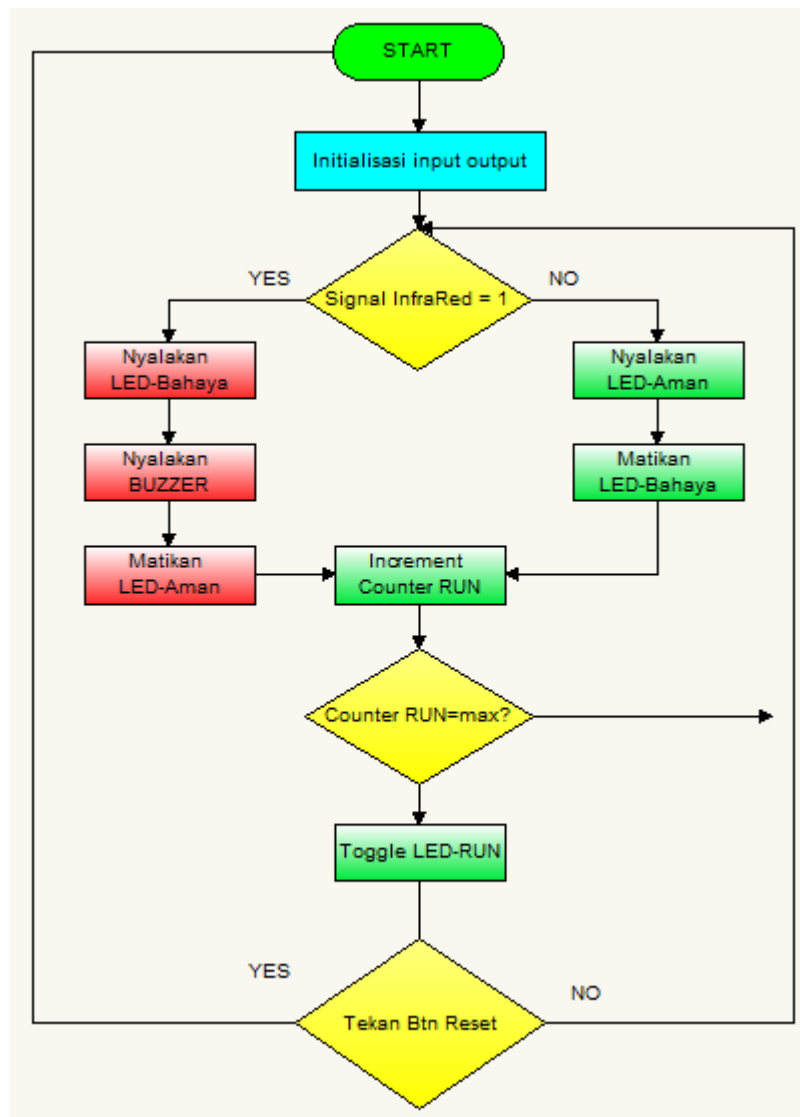 START
Initialisasi input output
YES
NO
Signal InfraRed = 1
Nyalakan
LED-Bahaya
Nyalakan
LED-Aman
Nyalakan
BUZZER
Matikan
LED-Bahaya
Matikan
LED-Aman
Increment
Counter RUN
Counter RUN=max?
Toggle LED-RUN
YES
NO
Tekan Btn Reset